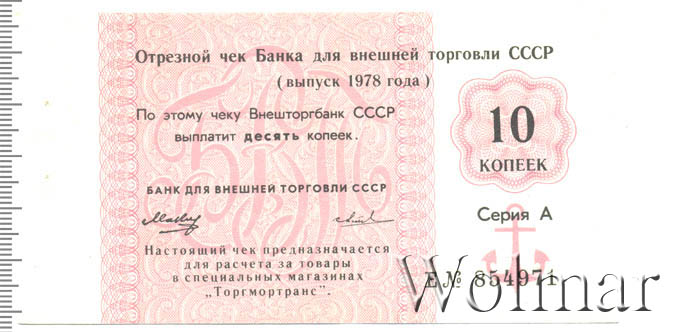 Отрезной чек Банка для внешней торговли СССР
( выпуск 1978 года )
По этому чеку Внешторгбанк СССР
выплатит десять копеек.
10
КОПЕЕК
БАНК ДЛЯ ВНЕШНЕЙ ТОРГОВЛИ СССР
Серия А
Настоящий чек предназначается
для расчета за товары
в специальных магазинах
„Торгмортранс".
Е № 854971
Wolmar